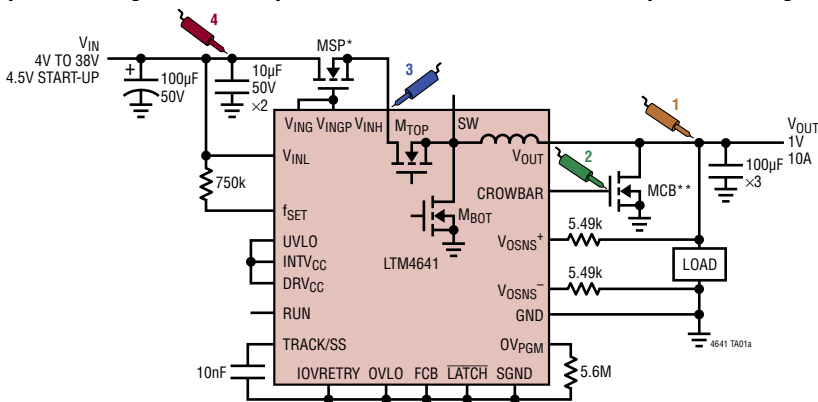 4
VIN
4V TO 38V
4.5V START-UP
+
100µF
50V
10µF
50V
×2
MSP*
3
1
VOUT
1V
10A
VING VINGP VINH
MTOP
SW
VINL
VOUT
2
100µF
×3
750k
CROWBAR
MCB**
fSET
MBOT
5.49k
VOSNS+
UVLO
INTVCC
LTM4641
LOAD
DRVCC
5.49k
VOSNS–
RUN
GND
4641 TA01a
TRACK/SS
OVPGM
10nF
5.6M
IOVRETRY OVLO FCB LATCH SGND